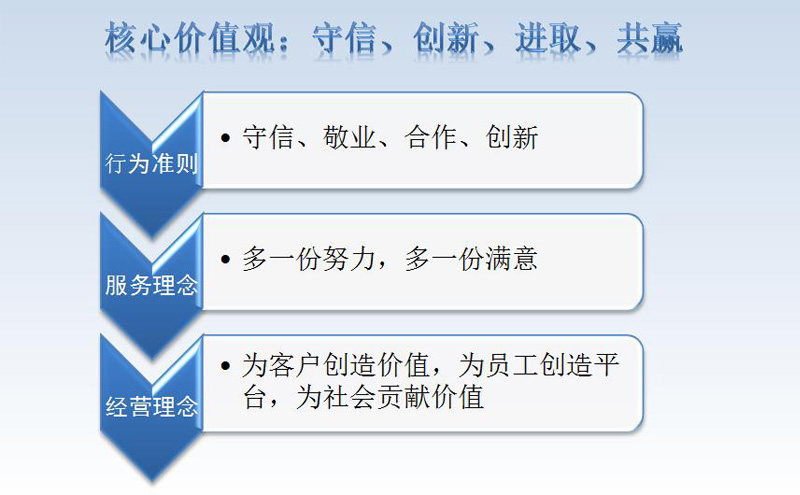 核心价值观：守信、创新、进取、共赢
行为准则
• 守信、敬业、合作、创新
服务理念
• 多一份努力，多一份满意
经营理念
• 为客户创造价值，为员工创造平
台，为社会贡献价值